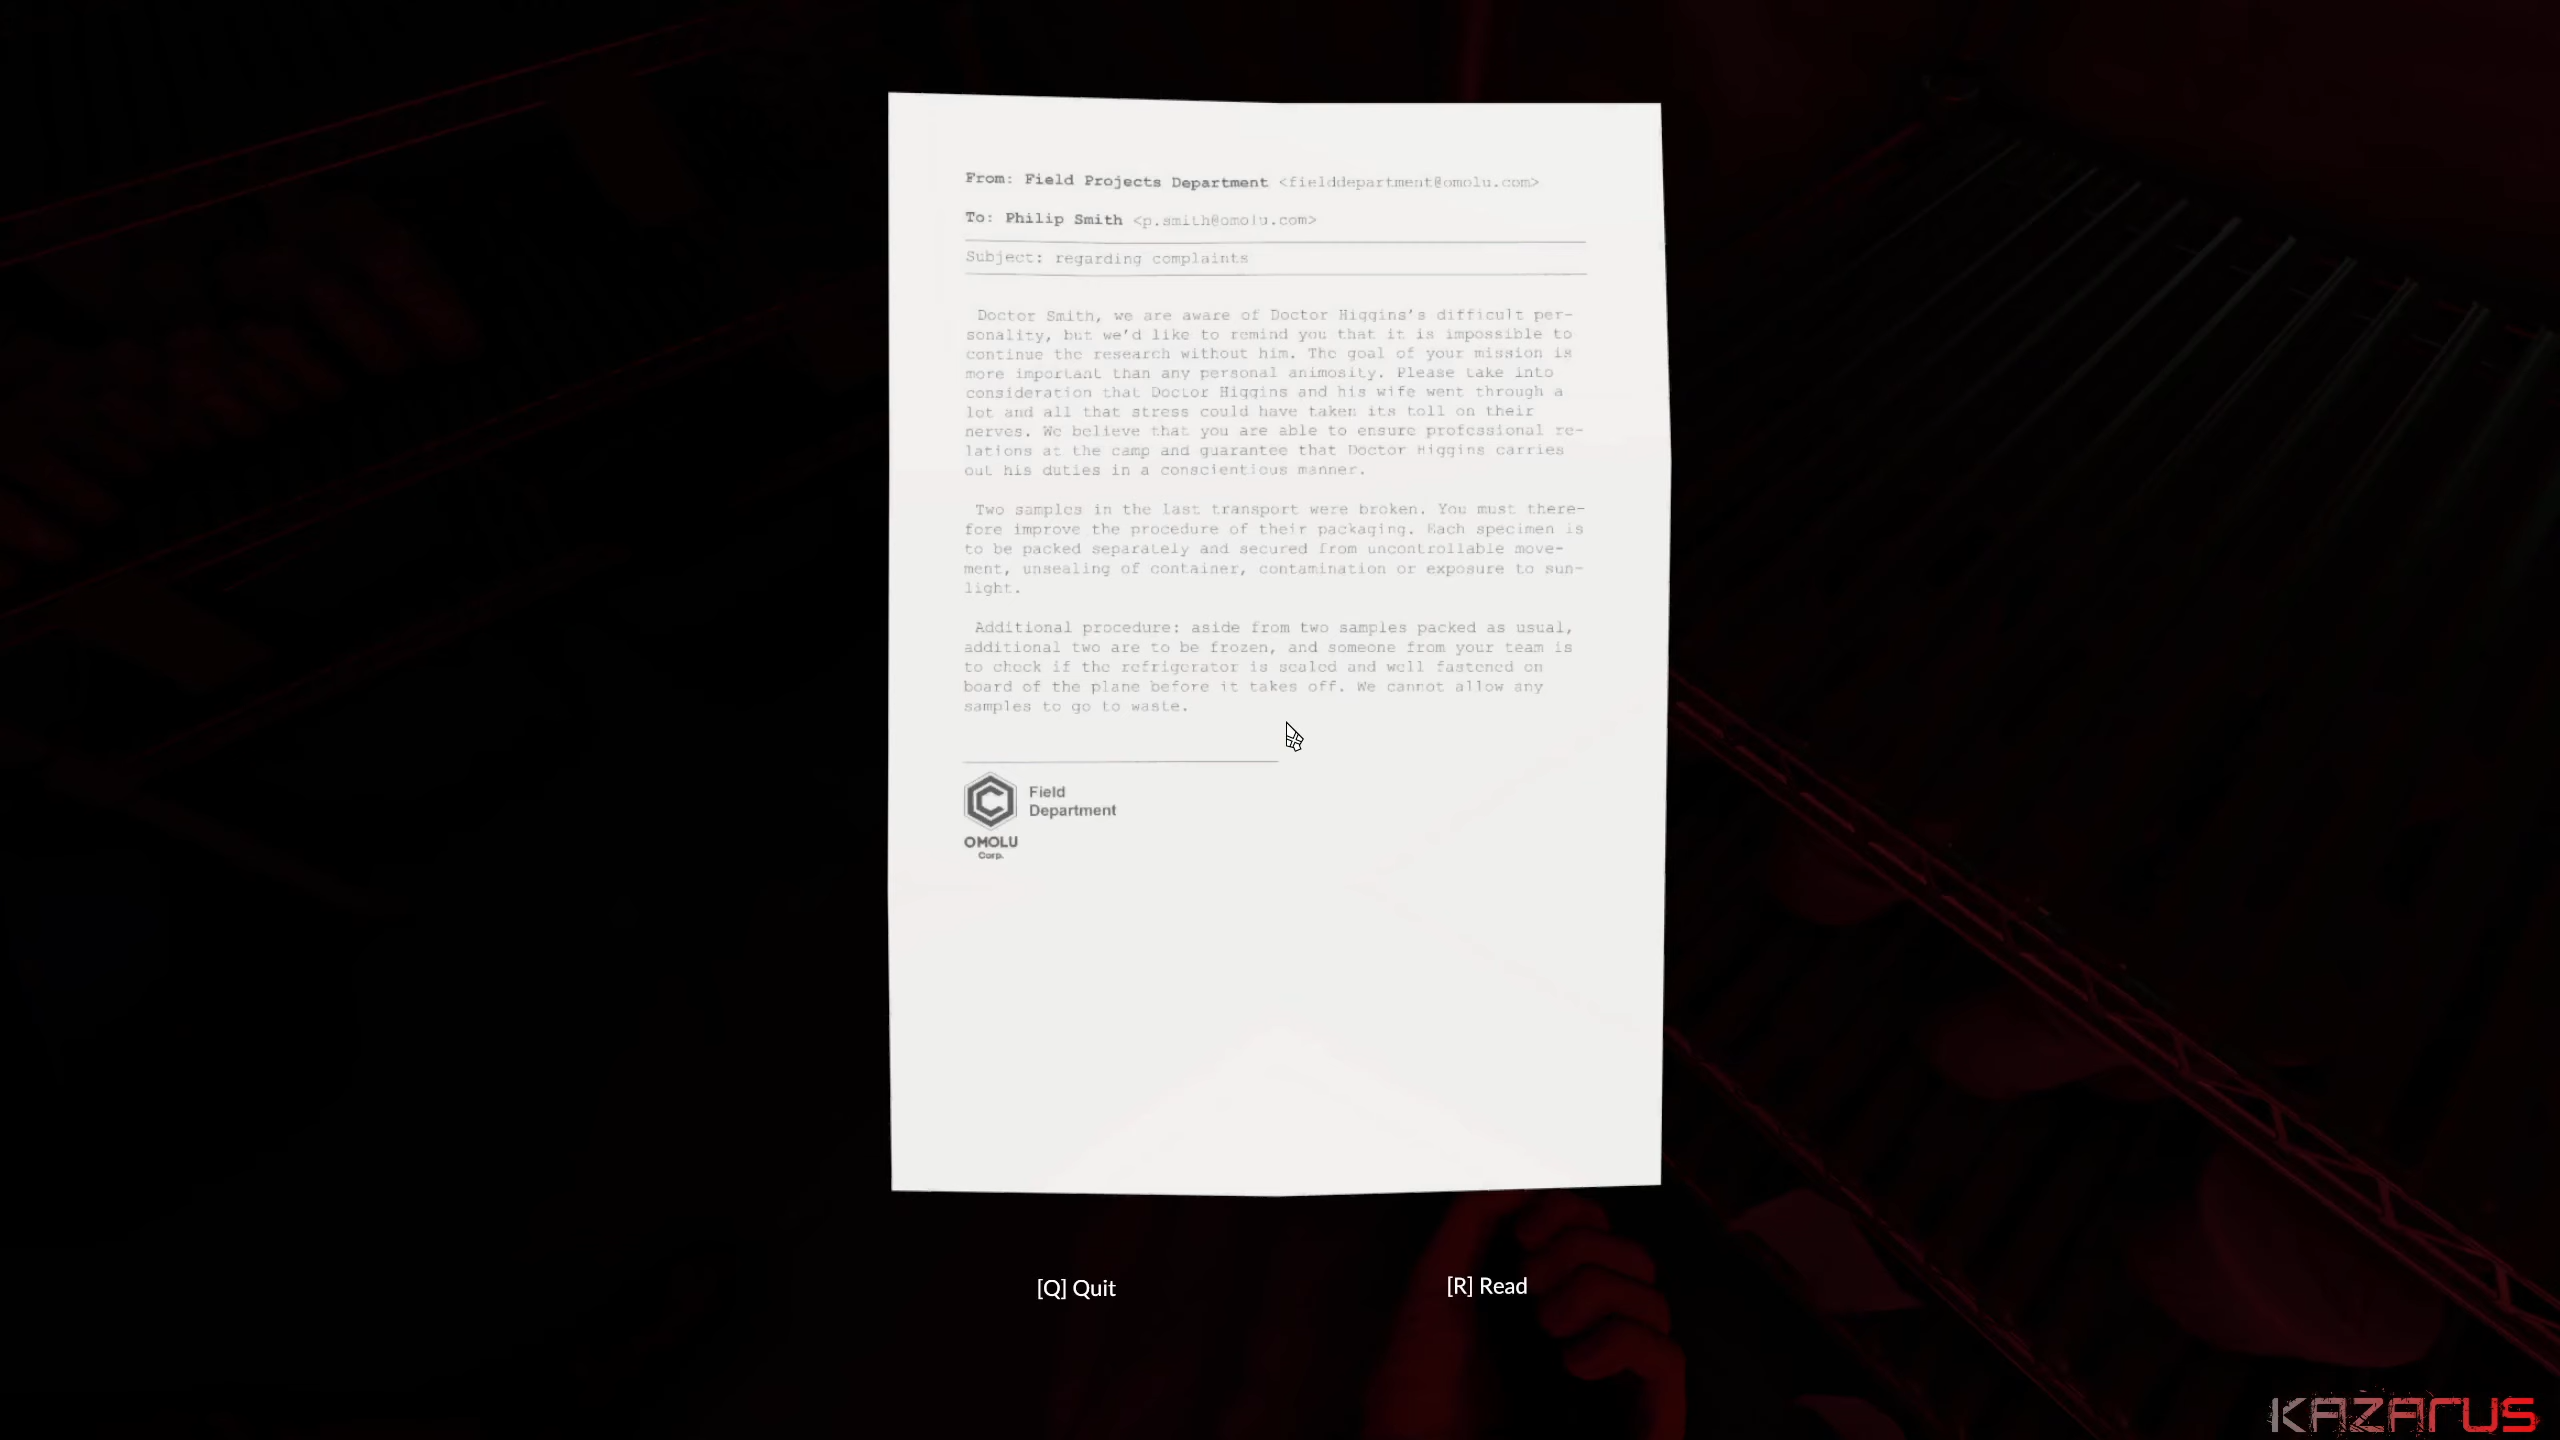 From: Field Projects Department <fielddepartment@omolu.com>
To: Philip Smith <p.smith@omolu.com>
Subject: regarding complaints
Doctor Smith, we are aware of Doctor Higgins's difficult per-
sonality, but we'd like to remind you that it is impossible to
continue the research without him. The goal of your mission is
more important than any personal animosity. Please take into
consideration that Doctor Higgins and his wife went through a
lot and all that stress could have taken its toll on their
nerves. We believe that you are able to ensure professional re-
lations at the camp and guarantee that Doctor Higgins carries
out his duties in a conscientious manner.
Two samples in the last transport were broken. You must there-
fore improve the procedure of their packaging. Each specimen is
to be packed separately and secured from uncontrollable move-
ment, unsealing of container, contamination or exposure to sun-
light.
Additional procedure: aside from two samples packed as usual,
additional two are to be frozen, and someone from your team is
to check if the refrigerator is sealed and well fastened on
board of the plane before it takes off. We cannot allow any
samples to go to waste.
Field
Department
OMOLU
Corp.
[Q] Quit
[R] Read
KAZARUS